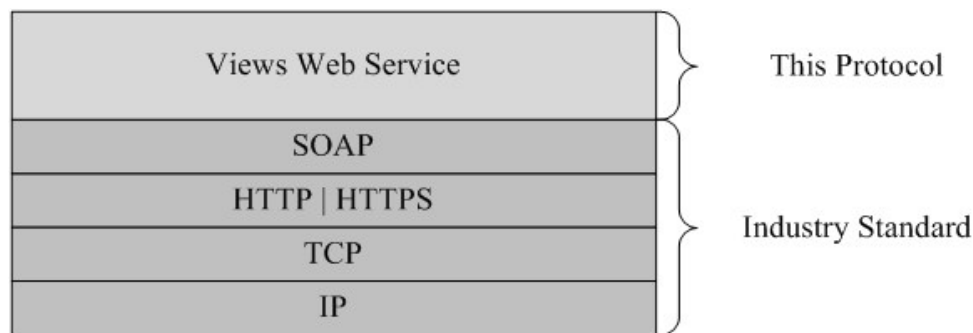 Views Web Service
This Protocol
SOAP
HTTP | HTTPS
TCP
IP
Industry Standard